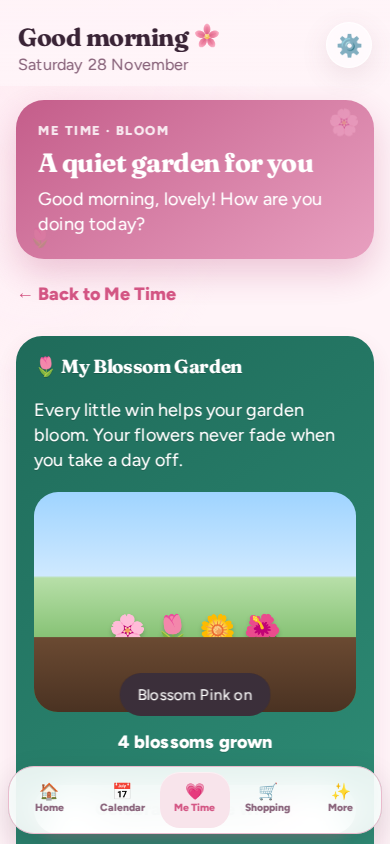 Good morning 🌸
Saturday 28 November
ME TIME · BLOOM
A quiet garden for you
Good morning, lovely! How are you
doing today?
← Back to Me Time
🌷 My Blossom Garden
Every little win helps your garden
bloom. Your flowers never fade when
you take a day off.
Blossom Pink on
4 blossoms grown
Home
Calendar
Me Time
Shopping
More